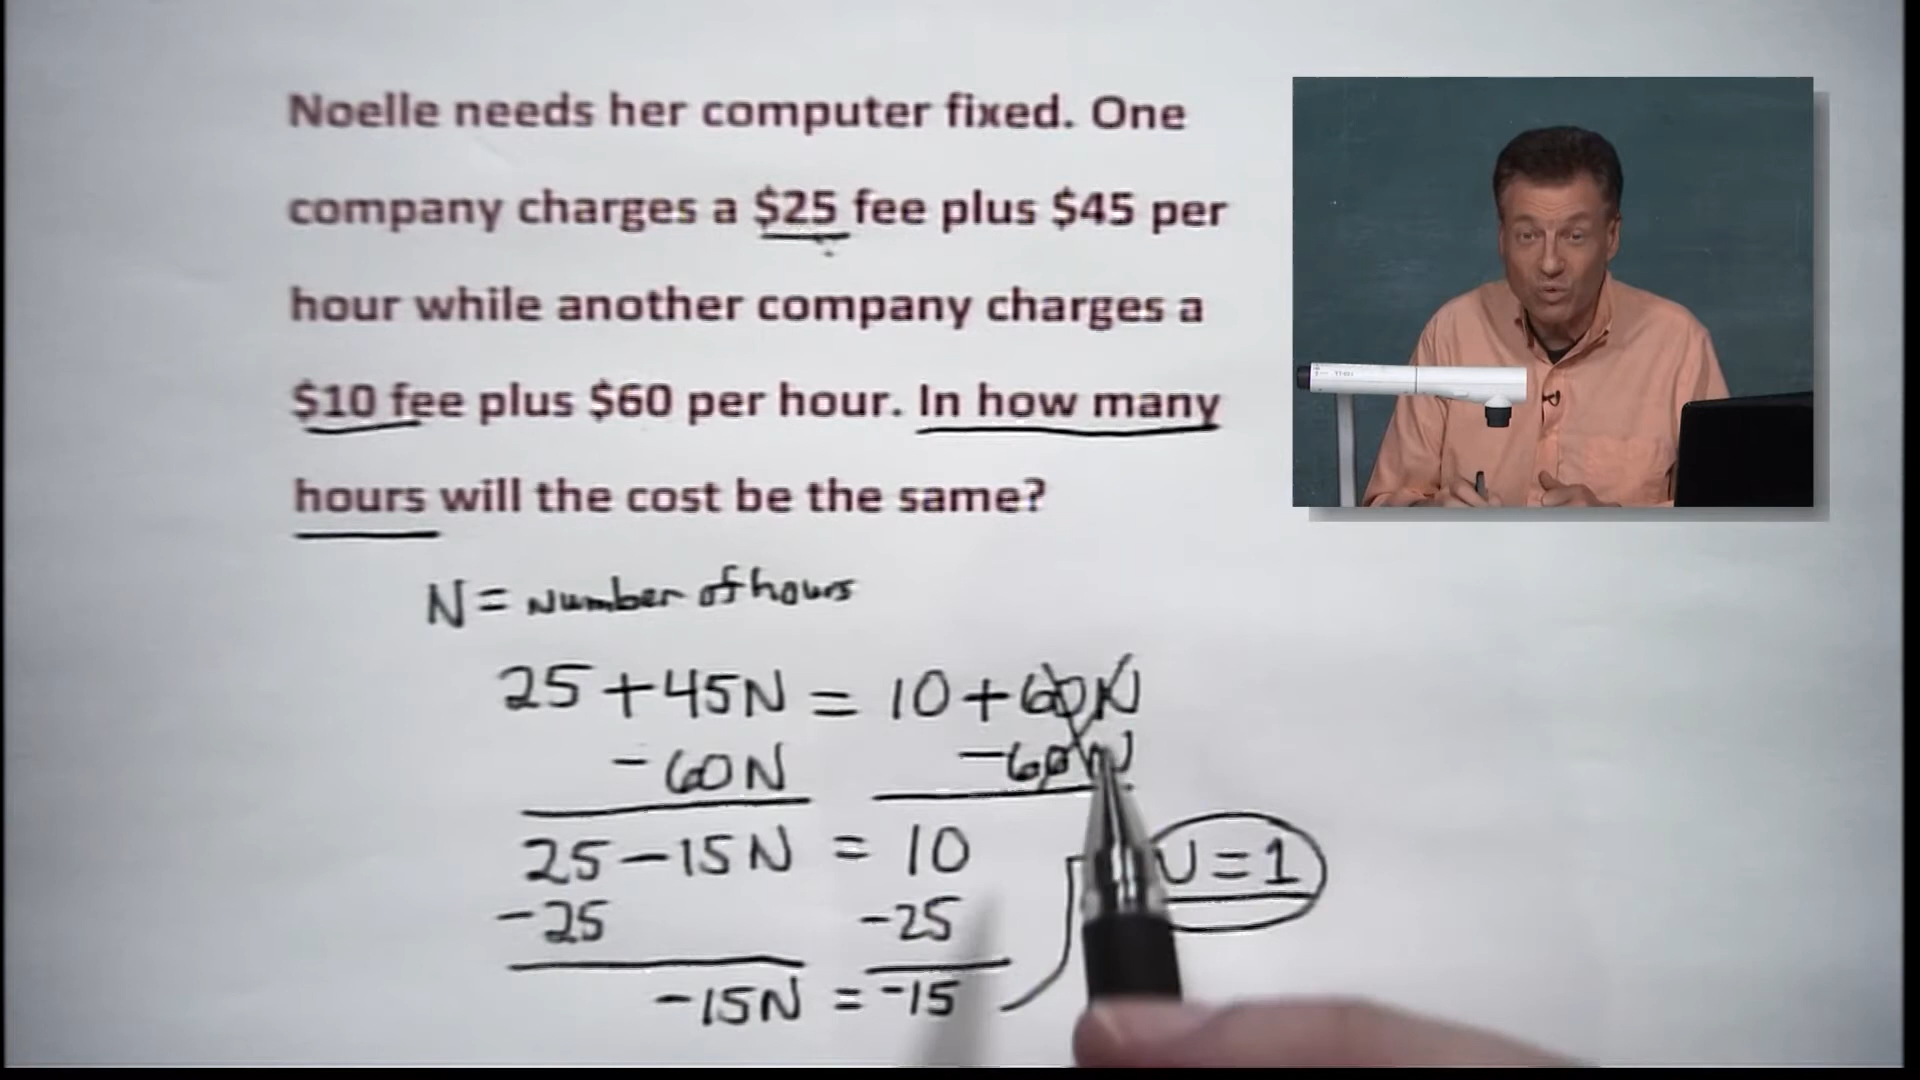 Noelle needs her computer fixed. One
company charges a $25 fee plus $45 per
hour while another company charges a
$10 fee plus $60 per hour. In how many
hours will the cost be the same?
N = Number of hours
25 + 45N = 10 + 60N
- 60N - 60N
25 - 15N = 10
- 25 - 25
- 15N = - 15
N = 1